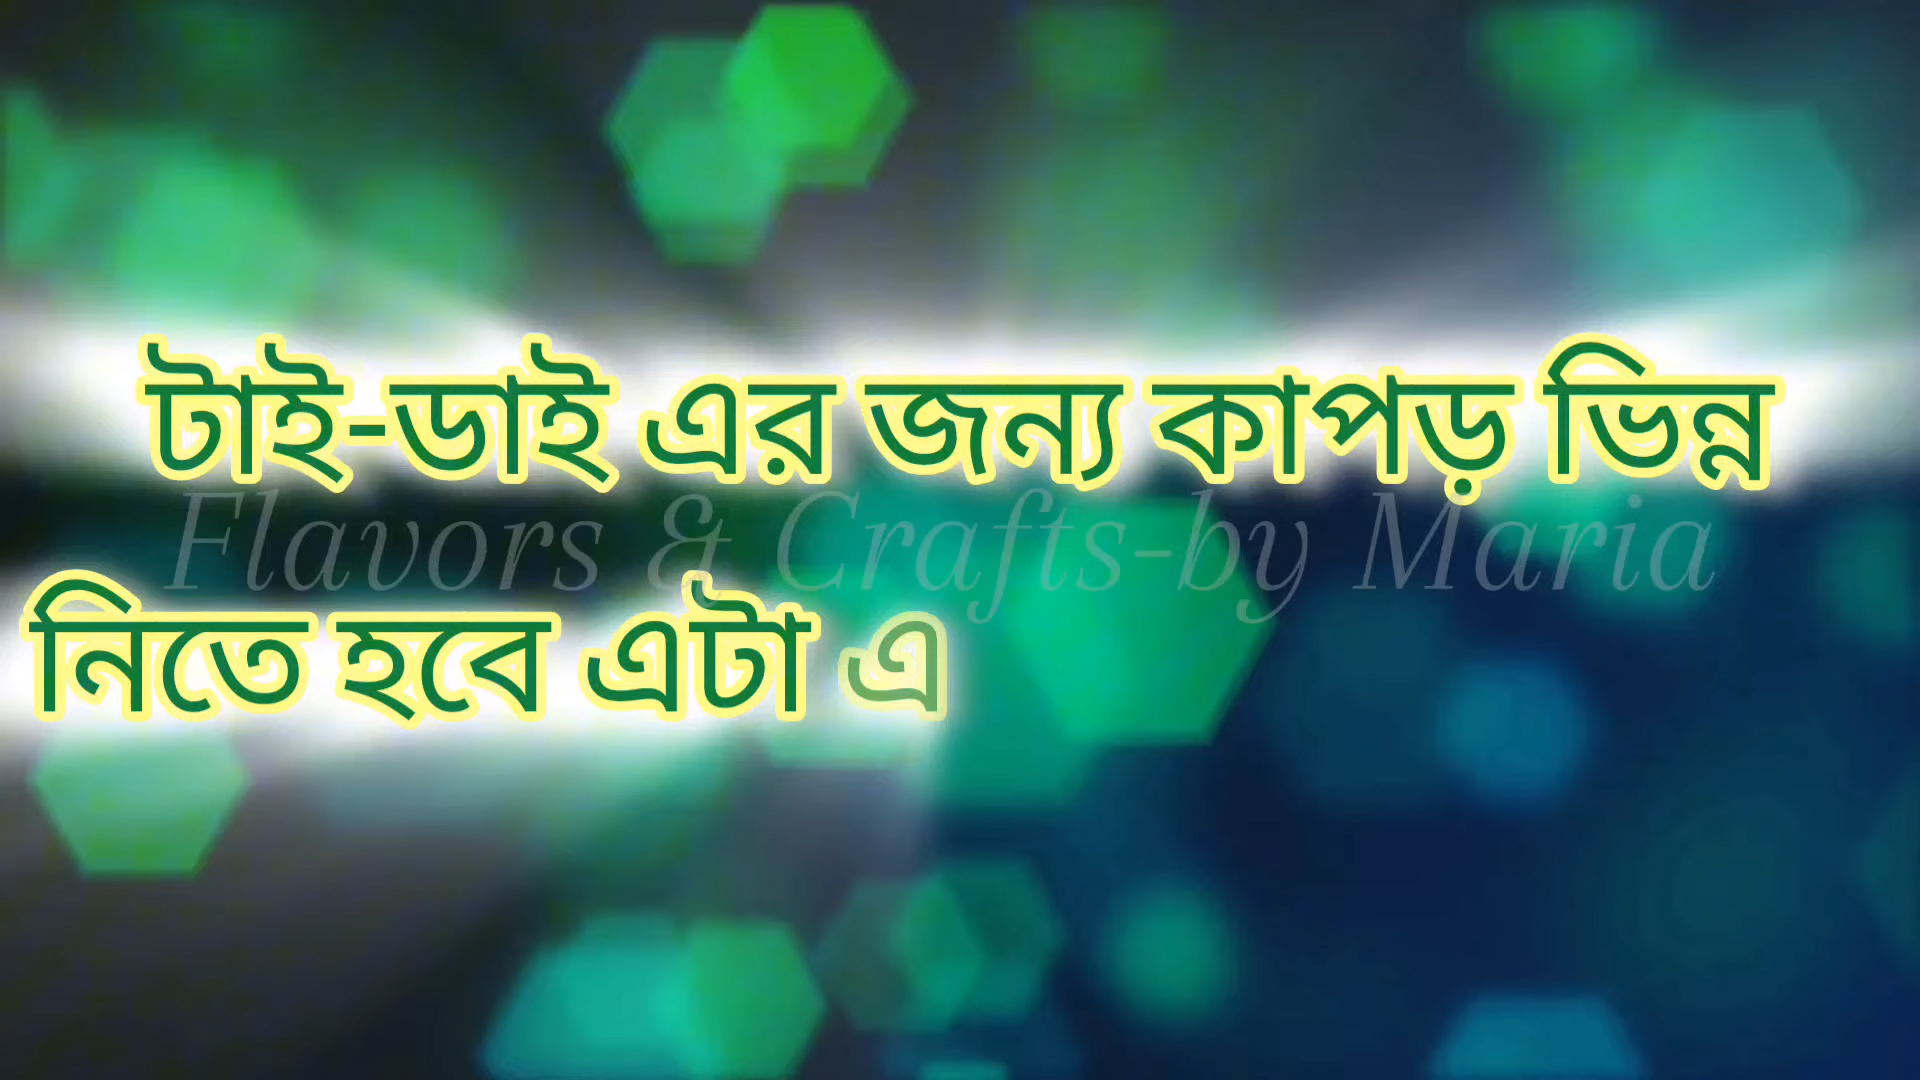 টাই-ডাই এর জন্য কাপড় ভিন্ন
Flavors & Crafts-by Maria
নিতে হবে এটা এ